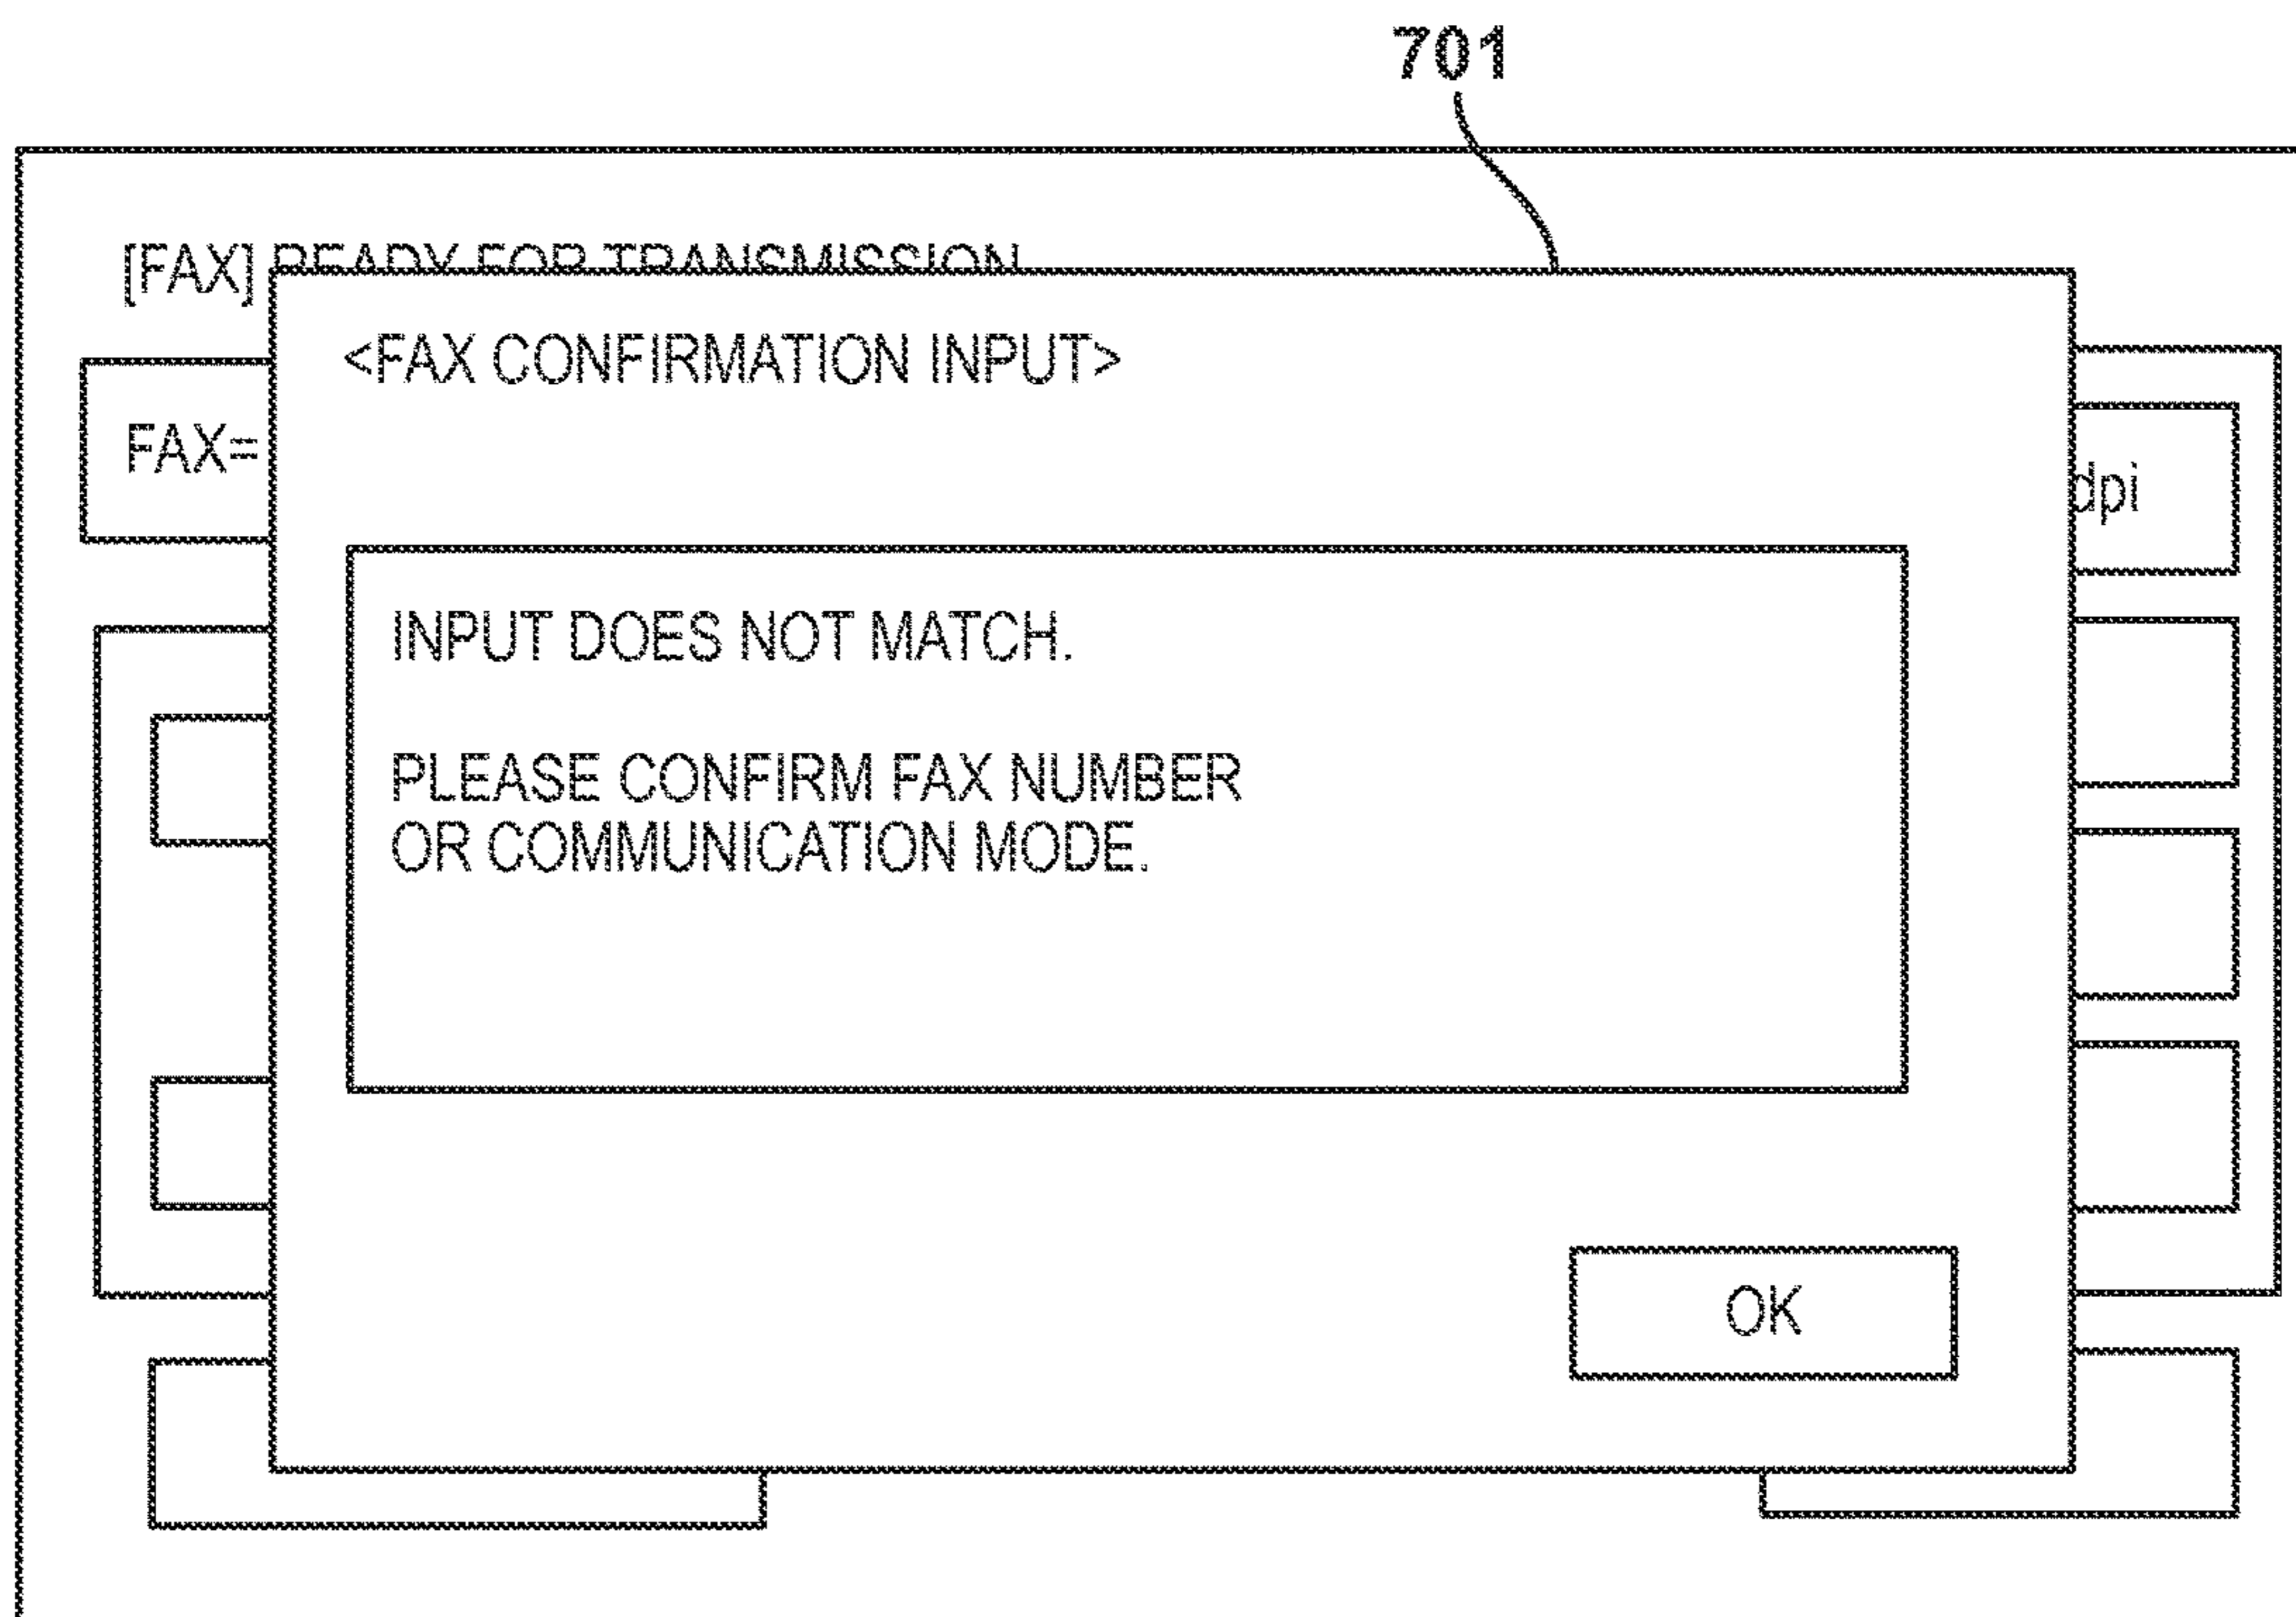 701
[FAX] READY FOR TRANSMISSION
<FAX CONFIRMATION INPUT>
FAX=
dpi
INPUT DOES NOT MATCH.
PLEASE CONFIRM FAX NUMBER
OR COMMUNICATION MODE.
OK